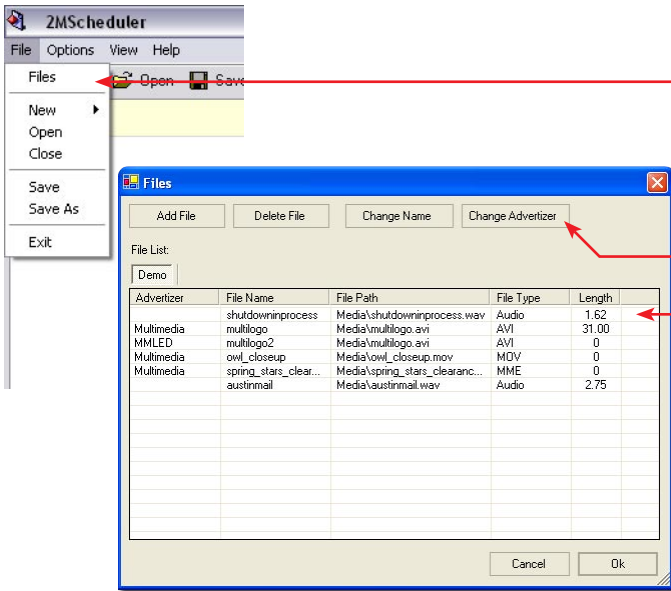 2MScheduler
File Options View Help
Files Open Save
New
Open
Close
Save
Save As
Exit
Files
Add File Delete File Change Name Change Advertizer
File List:
Demo
Advertizer File Name File Path File Type Length
shutdowninprocess Media\shutdowninprocess.wav Audio 1.62
Multimedia multilogo Media\multilogo.avi AVI 31.00
MMLED multilogo2 Media\multilogo.avi AVI 0
Multimedia owl_closeup Media\owl_closeup.mov MOV 0
Multimedia spring_stars_clear... Media\spring_stars_clearanc... MME 0
austinmail Media\austinmail.wav Audio 2.75
Cancel Ok